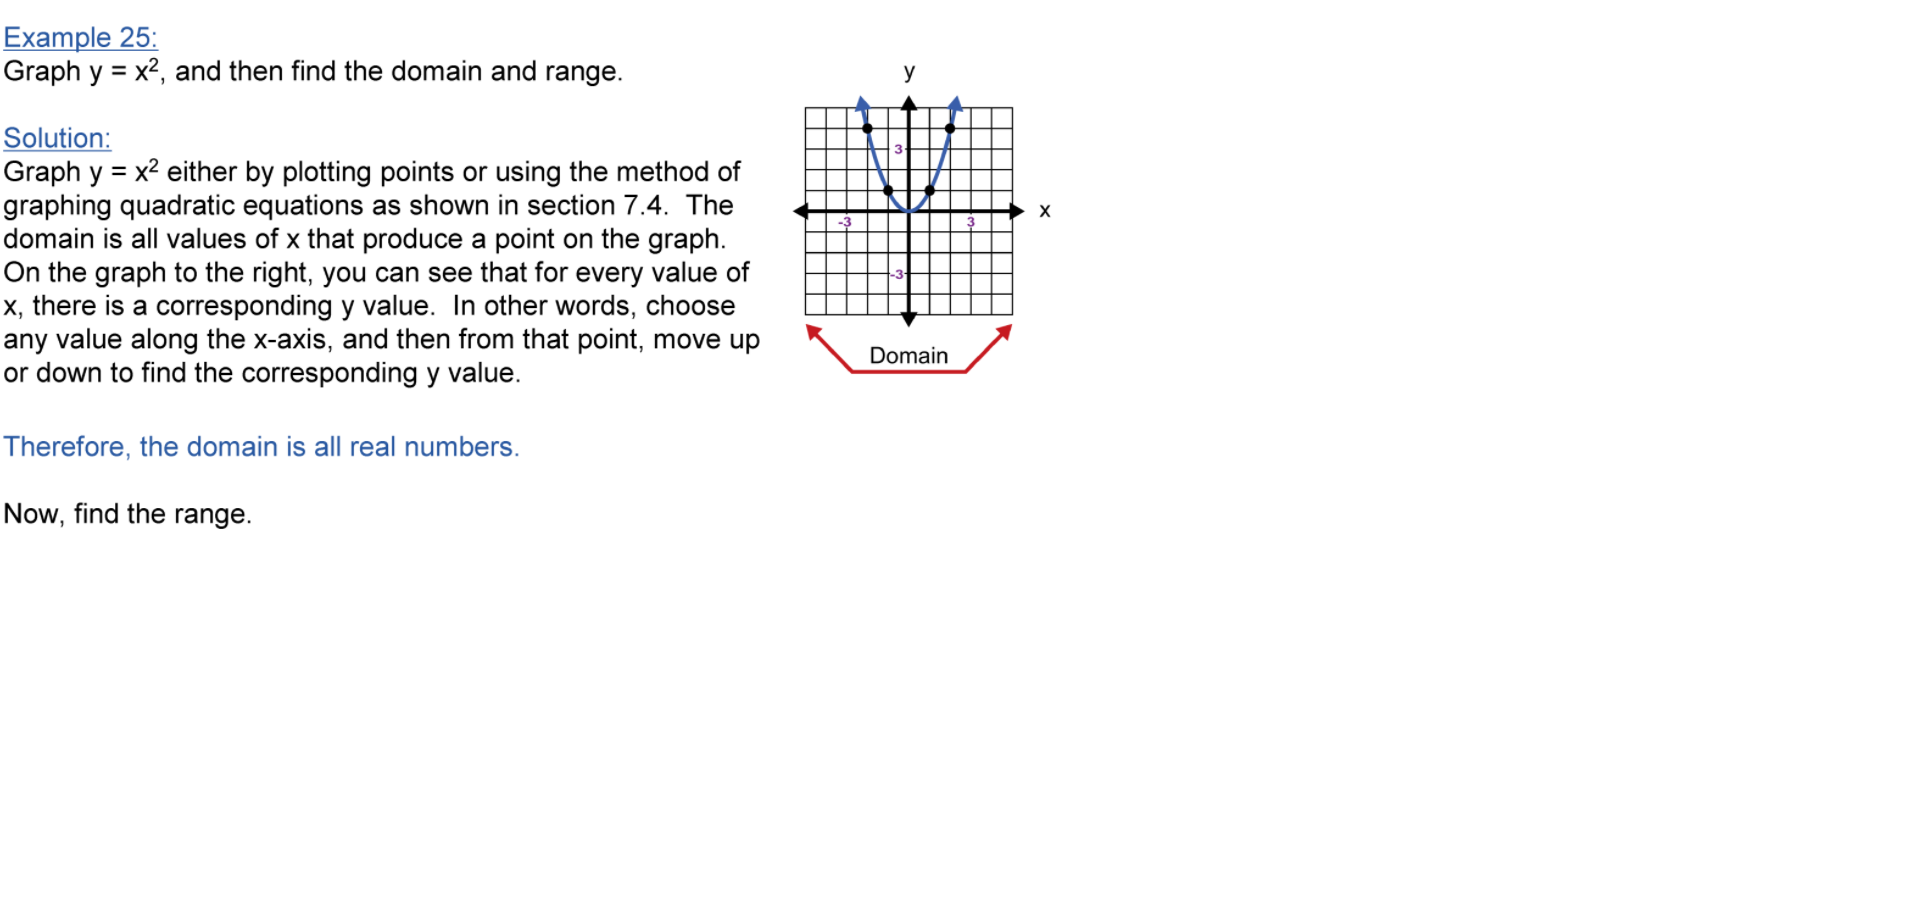 Example 25:
Graph y = x², and then find the domain and range.
Solution:
Graph y = x² either by plotting points or using the method of
graphing quadratic equations as shown in section 7.4. The
domain is all values of x that produce a point on the graph.
On the graph to the right, you can see that for every value of
x, there is a corresponding y value. In other words, choose
any value along the x-axis, and then from that point, move up
or down to find the corresponding y value.
Therefore, the domain is all real numbers.
Now, find the range.
y
3
x
-3
3
-3
Domain